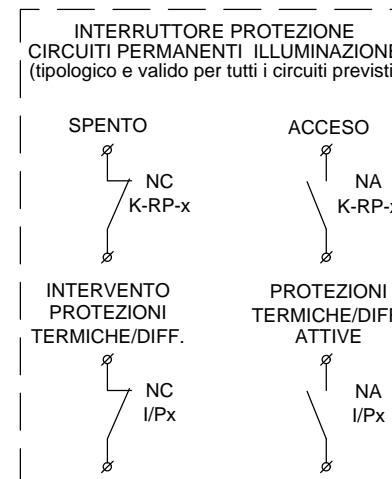 INTERRUTTORE PROTEZIONE
CIRCUITI PERMANENTI ILLUMINAZIONE
(tipologico e valido per tutti i circuiti previsti
SPENTO
ACCESO
NC
K-RP-x
NA
K-RP-x
INTERVENTO
PROTEZIONI
TERMICHE/DIFF.
PROTEZIONI
TERMICHE/DIFF
ATTIVE
NC
I/Px
NA
I/Px